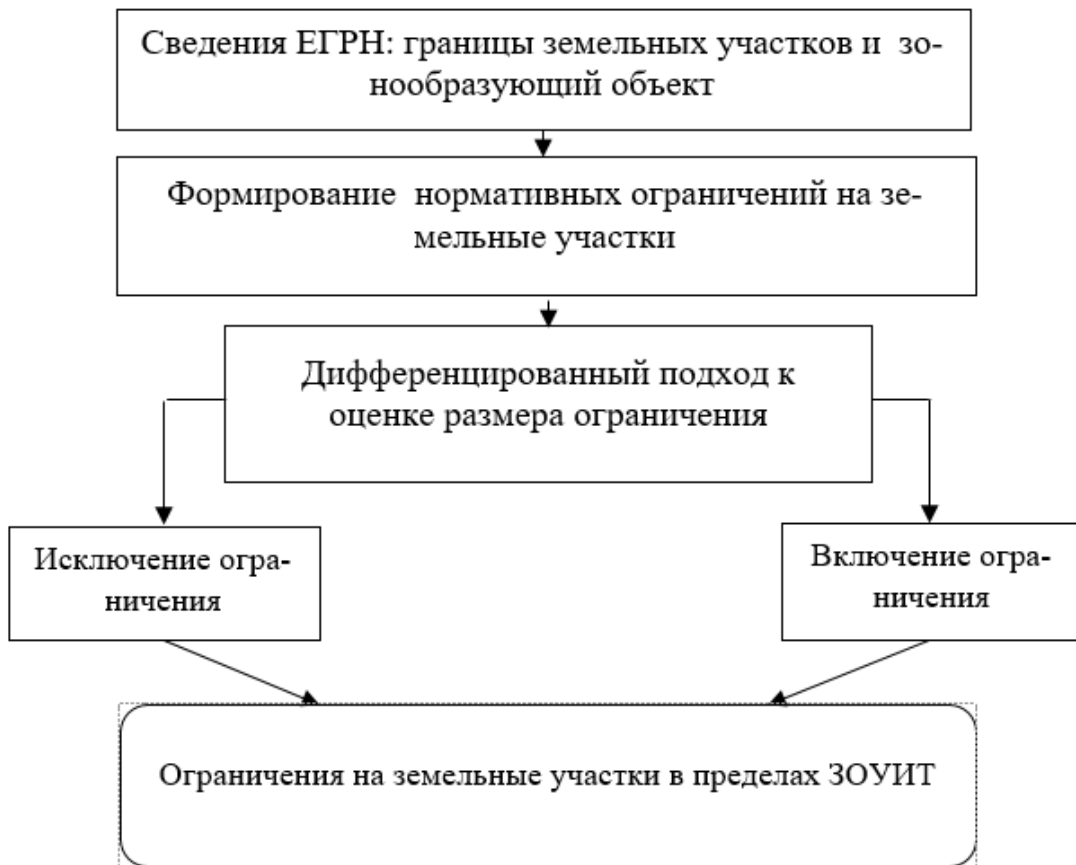 Сведения ЕГРН: границы земельных участков и зо-
нообразующий объект
Формирование нормативных ограничений на зе-
мельные участки
Дифференцированный подход к
оценке размера ограничения
Исключение огра-
ничения
Включение огра-
ничения
Ограничения на земельные участки в пределах ЗОУИТ